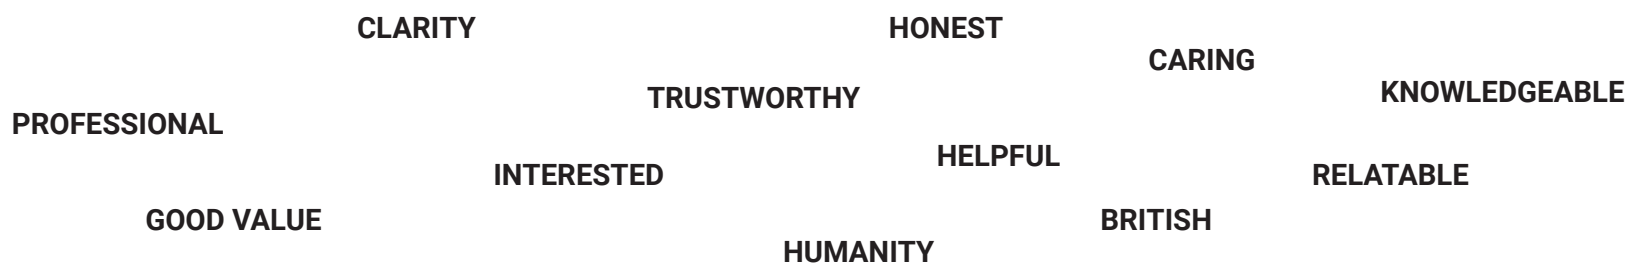 CLARITY
HONEST
CARING
KNOWLEDGEABLE
TRUSTWORTHY
PROFESSIONAL
HELPFUL
INTERESTED
RELATABLE
GOOD VALUE
BRITISH
HUMANITY